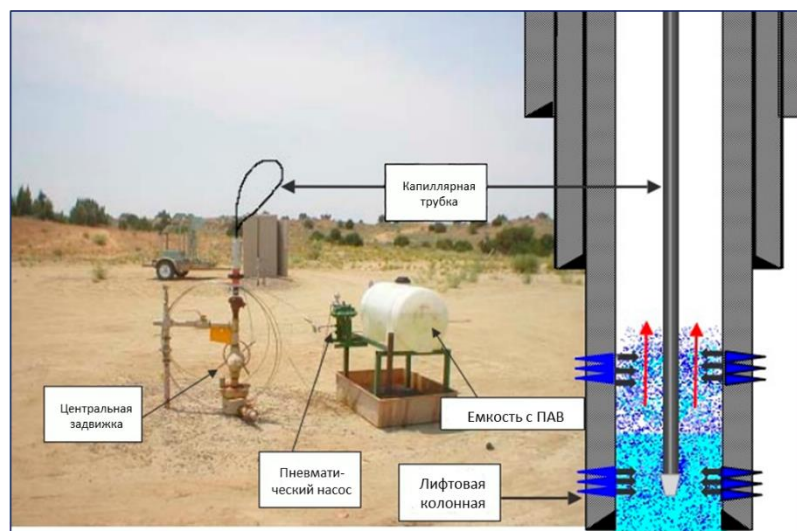 Капиллярная
трубка
Центральная
задвижка
Пневмати-
ческий насос
Емкость с ПАВ
Лифтовая
колонная